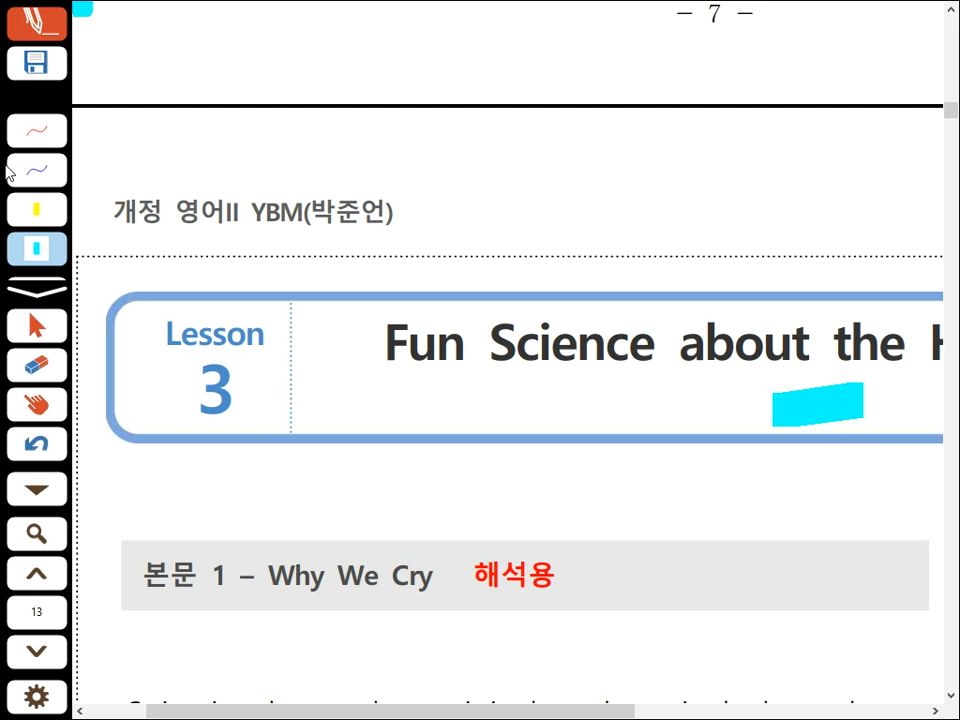 – 7 –
개정 영어II YBM(박준언)
Lesson
3
Fun Science about the
본문 1 – Why We Cry 해석용
13